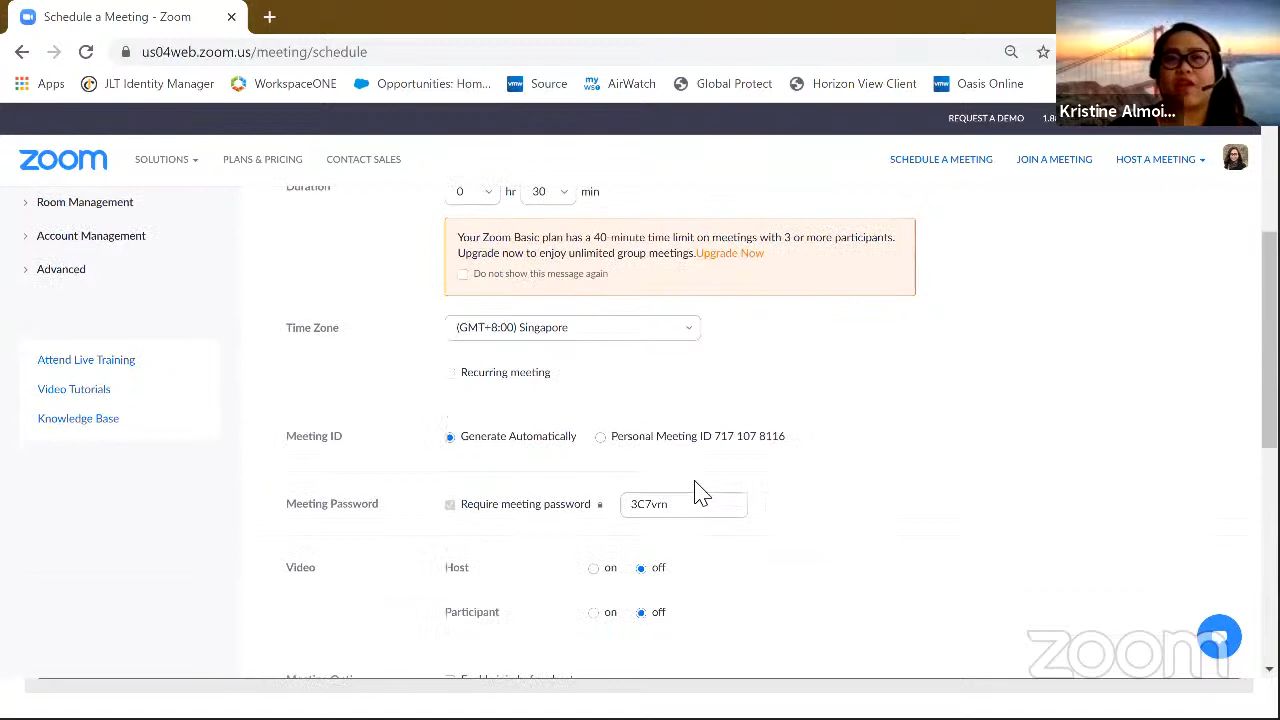 Schedule a Meeting - Zoom
us04web.zoom.us/meeting/schedule
Apps JLT Identity Manager WorkspaceONE Opportunities: Hom... Source AirWatch Global Protect Horizon View Client Oasis Online
Kristine Almoi...
REQUEST A DEMO 1.8
zoom SOLUTIONS PLANS & PRICING CONTACT SALES SCHEDULE A MEETING JOIN A MEETING HOST A MEETING
Duration 0 hr 30 min
Room Management
Account Management
Advanced
Your Zoom Basic plan has a 40-minute time limit on meetings with 3 or more participants.
Upgrade now to enjoy unlimited group meetings.Upgrade Now
Do not show this message again
Time Zone (GMT+8:00) Singapore
Attend Live Training
Video Tutorials
Knowledge Base
Recurring meeting
Meeting ID Generate Automatically Personal Meeting ID 717 107 8116
Meeting Password Require meeting password 3C7vrn
Video Host on off
Participant on off
zoom